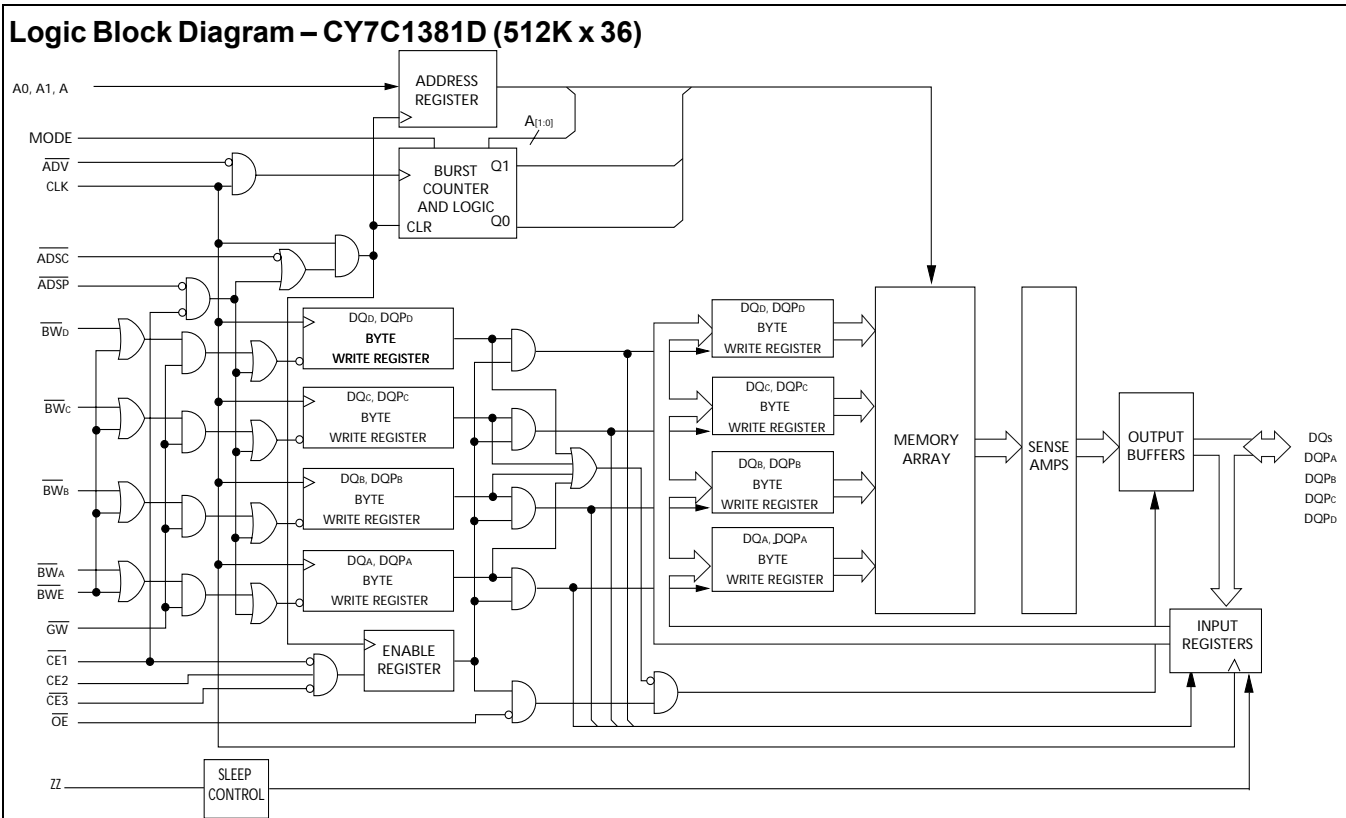 Logic Block Diagram – CY7C1381D (512K x 36)
A0, A1, A
ADDRESS
REGISTER
MODE
A[1:0]
ADV
CLK
BURST
COUNTER
AND LOGIC
CLR
Q1
Q0
ADSC
ADSP
BWD
DQD, DQPD
BYTE
WRITE REGISTER
DQD, DQPD
BYTE
WRITE REGISTER
BWC
DQC, DQPC
BYTE
WRITE REGISTER
DQC, DQPC
BYTE
WRITE REGISTER
BWB
DQB, DQPB
BYTE
WRITE REGISTER
DQB, DQPB
BYTE
WRITE REGISTER
BWA
BWE
DQA, DQPA
BYTE
WRITE REGISTER
DQA, DQPA
BYTE
WRITE REGISTER
MEMORY
ARRAY
SENSE
AMPS
OUTPUT
BUFFERS
DQs
DQPA
DQPB
DQPC
DQPD
GW
CE1
CE2
CE3
OE
ENABLE
REGISTER
INPUT
REGISTERS
ZZ
SLEEP
CONTROL